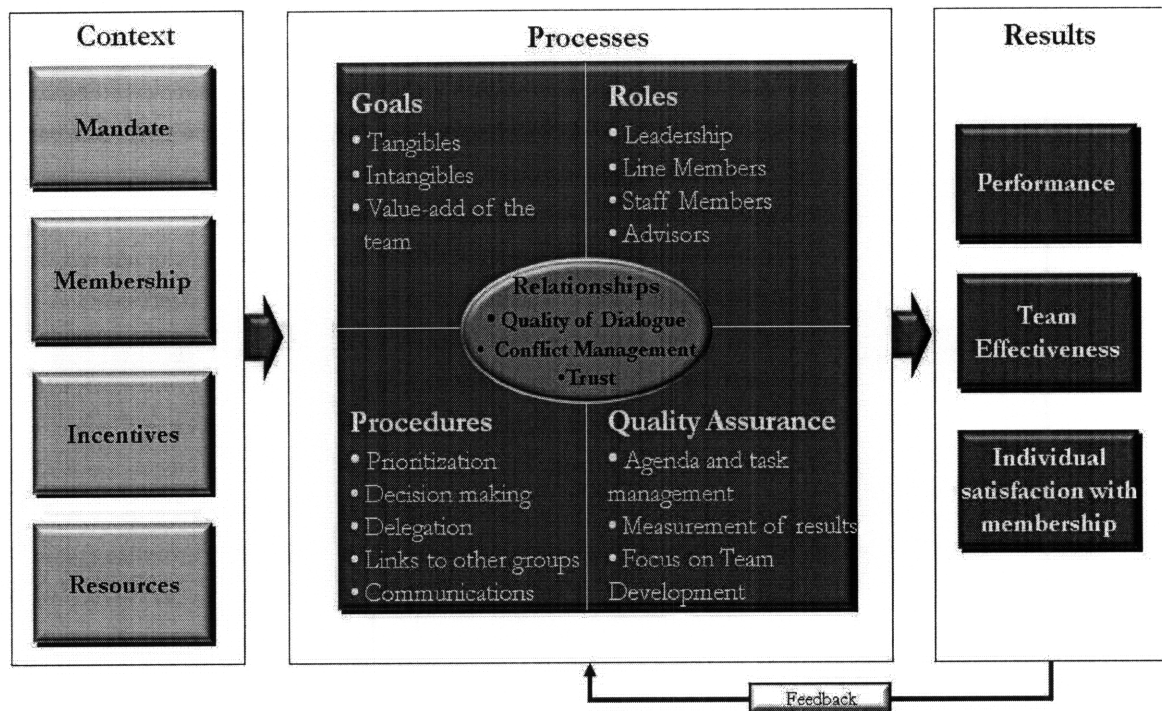 Context
Mandate
Membership
Incentives
Resources
Processes
Goals
• Tangibles
• Intangibles
• Value-add of the
team
Roles
• Leadership
• Line Members
• Staff Members
• Advisors
Relationships
• Quality of Dialogue
• Conflict Management
•Trust
Procedures
• Prioritization
• Decision making
• Delegation
• Links to other groups
• Communications
Quality Assurance
• Agenda and task
management
• Measurement of results
• Focus on Team
Development
Results
Performance
Team
Effectiveness
Individual
satisfaction with
membership
Feedback